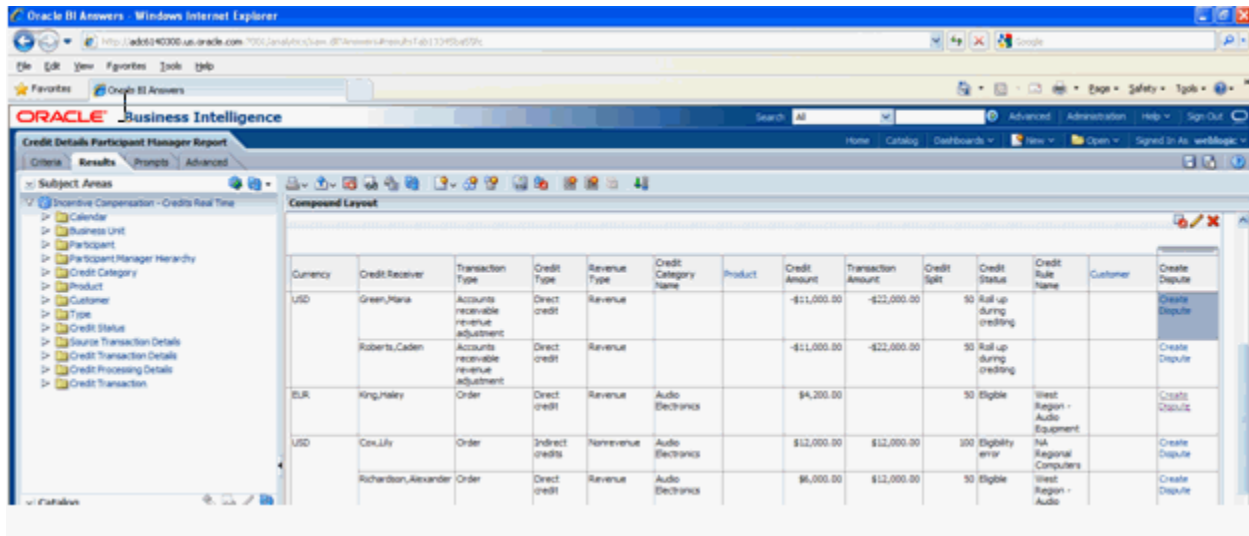 Oracle BI Answers - Windows Internet Explorer
Google
File Edit View Favorites Tools Help
Favorites Oracle BI Answers
Page Safety Tools
ORACLE Business Intelligence
Search All Advanced Administration Help Sign Out
Credit Details Participant Manager Report
Home Catalog Dashboards New Open Signed In As weblogic
Criteria Results Prompts Advanced
Subject Areas
Incentive Compensation - Credits Real Time
Calendar
Business Unit
Participant
Participant Manager Hierarchy
Credit Category
Product
Customer
Type
Credit Status
Source Transaction Details
Credit Transaction Details
Credit Processing Details
Credit Transaction
Catalog
Compound Layout
Currency Credit Receiver Transaction Type Credit Type Revenue Type Credit Category Name Product Credit Amount Transaction Amount Credit Split Credit Status Credit Rule Name Customer Create Dispute
USD Green,Maria Accounts receivable revenue adjustment Direct credit Revenue -$11,000.00 -$22,000.00 50 Roll up during crediting Create Dispute
Roberts,Caden Accounts receivable revenue adjustment Direct credit Revenue -$11,000.00 -$22,000.00 50 Roll up during crediting Create Dispute
EUR King,Haley Order Direct credit Revenue Audio Electronics $4,200.00 50 Eligible West Region - Audio Equipment Create Dispute
USD Cox,Lily Order Indirect credits Nonrevenue Audio Electronics $12,000.00 $12,000.00 100 Eligibility error NA Regional Computers Create Dispute
Richardson,Alexander Order Direct credit Revenue Audio Electronics $6,000.00 $12,000.00 50 Eligible West Region - Audio Create Dispute